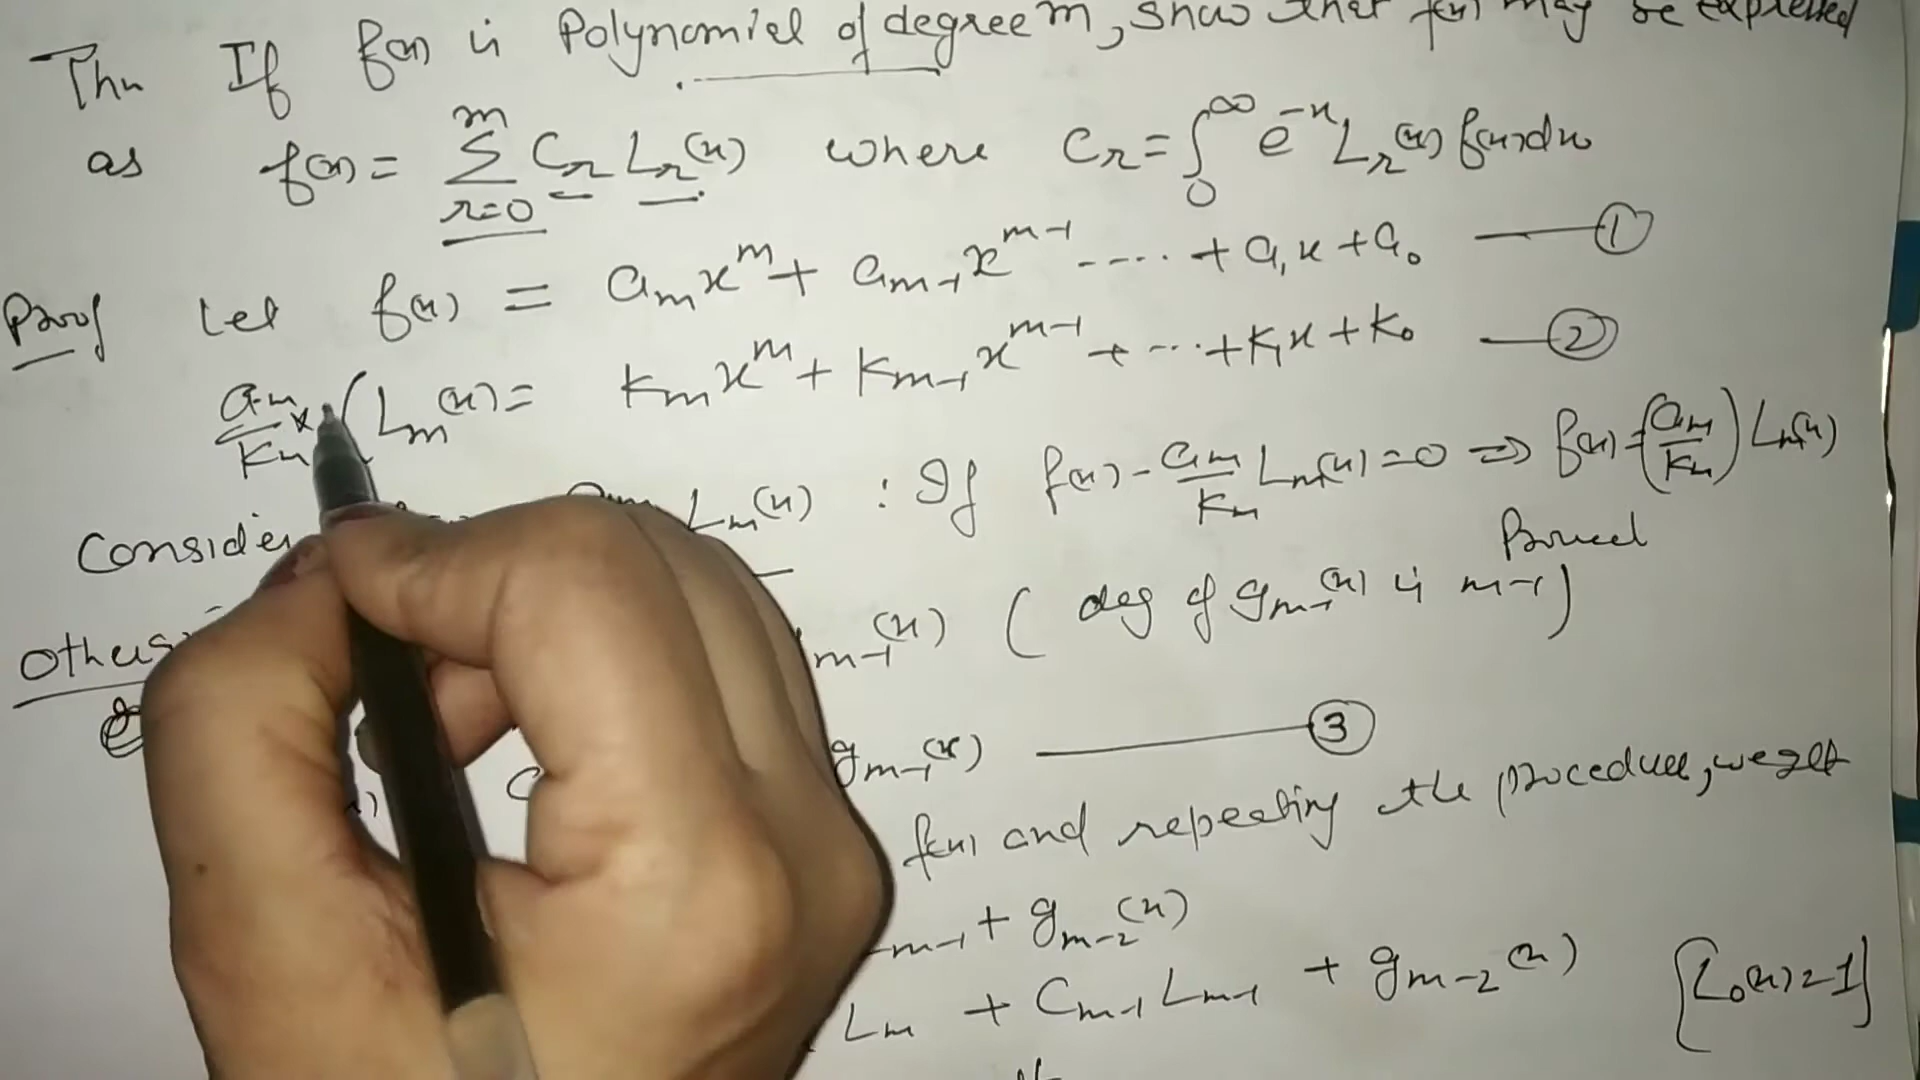 Thm If f(x) is Polynomial of degree m, show that f(x) may be expressed
as f(x) = ∑_{r=0}^{m} C_r L_r(x) where C_r = ∫_0^∞ e^{-x} L_r(x) f(x) dx
Proof Let f(x) = a_m x^m + a_{m-1} x^{m-1} ---- + a_1 x + a_0 — ①
a_m/K_m × (L_m(x) = K_m x^m + K_{m-1} x^{m-1} + --- + K_1 x + K_0 — ②
Consider L_m(x) : If f(x) - a_m/K_m L_m(x) = 0 ⇒ f(x) = (a_m/K_m) L_m(x)
Proved
m-1(x) ( deg of g_{m-1}(x) is m-1)
g_{m-1}(x) — ③
f(x) and repeating the procedure, we get
m-1 + g_{m-2}(x)
L_m + C_{m-1} L_{m-1} + g_{m-2}(x) {L_0(x) = 1}